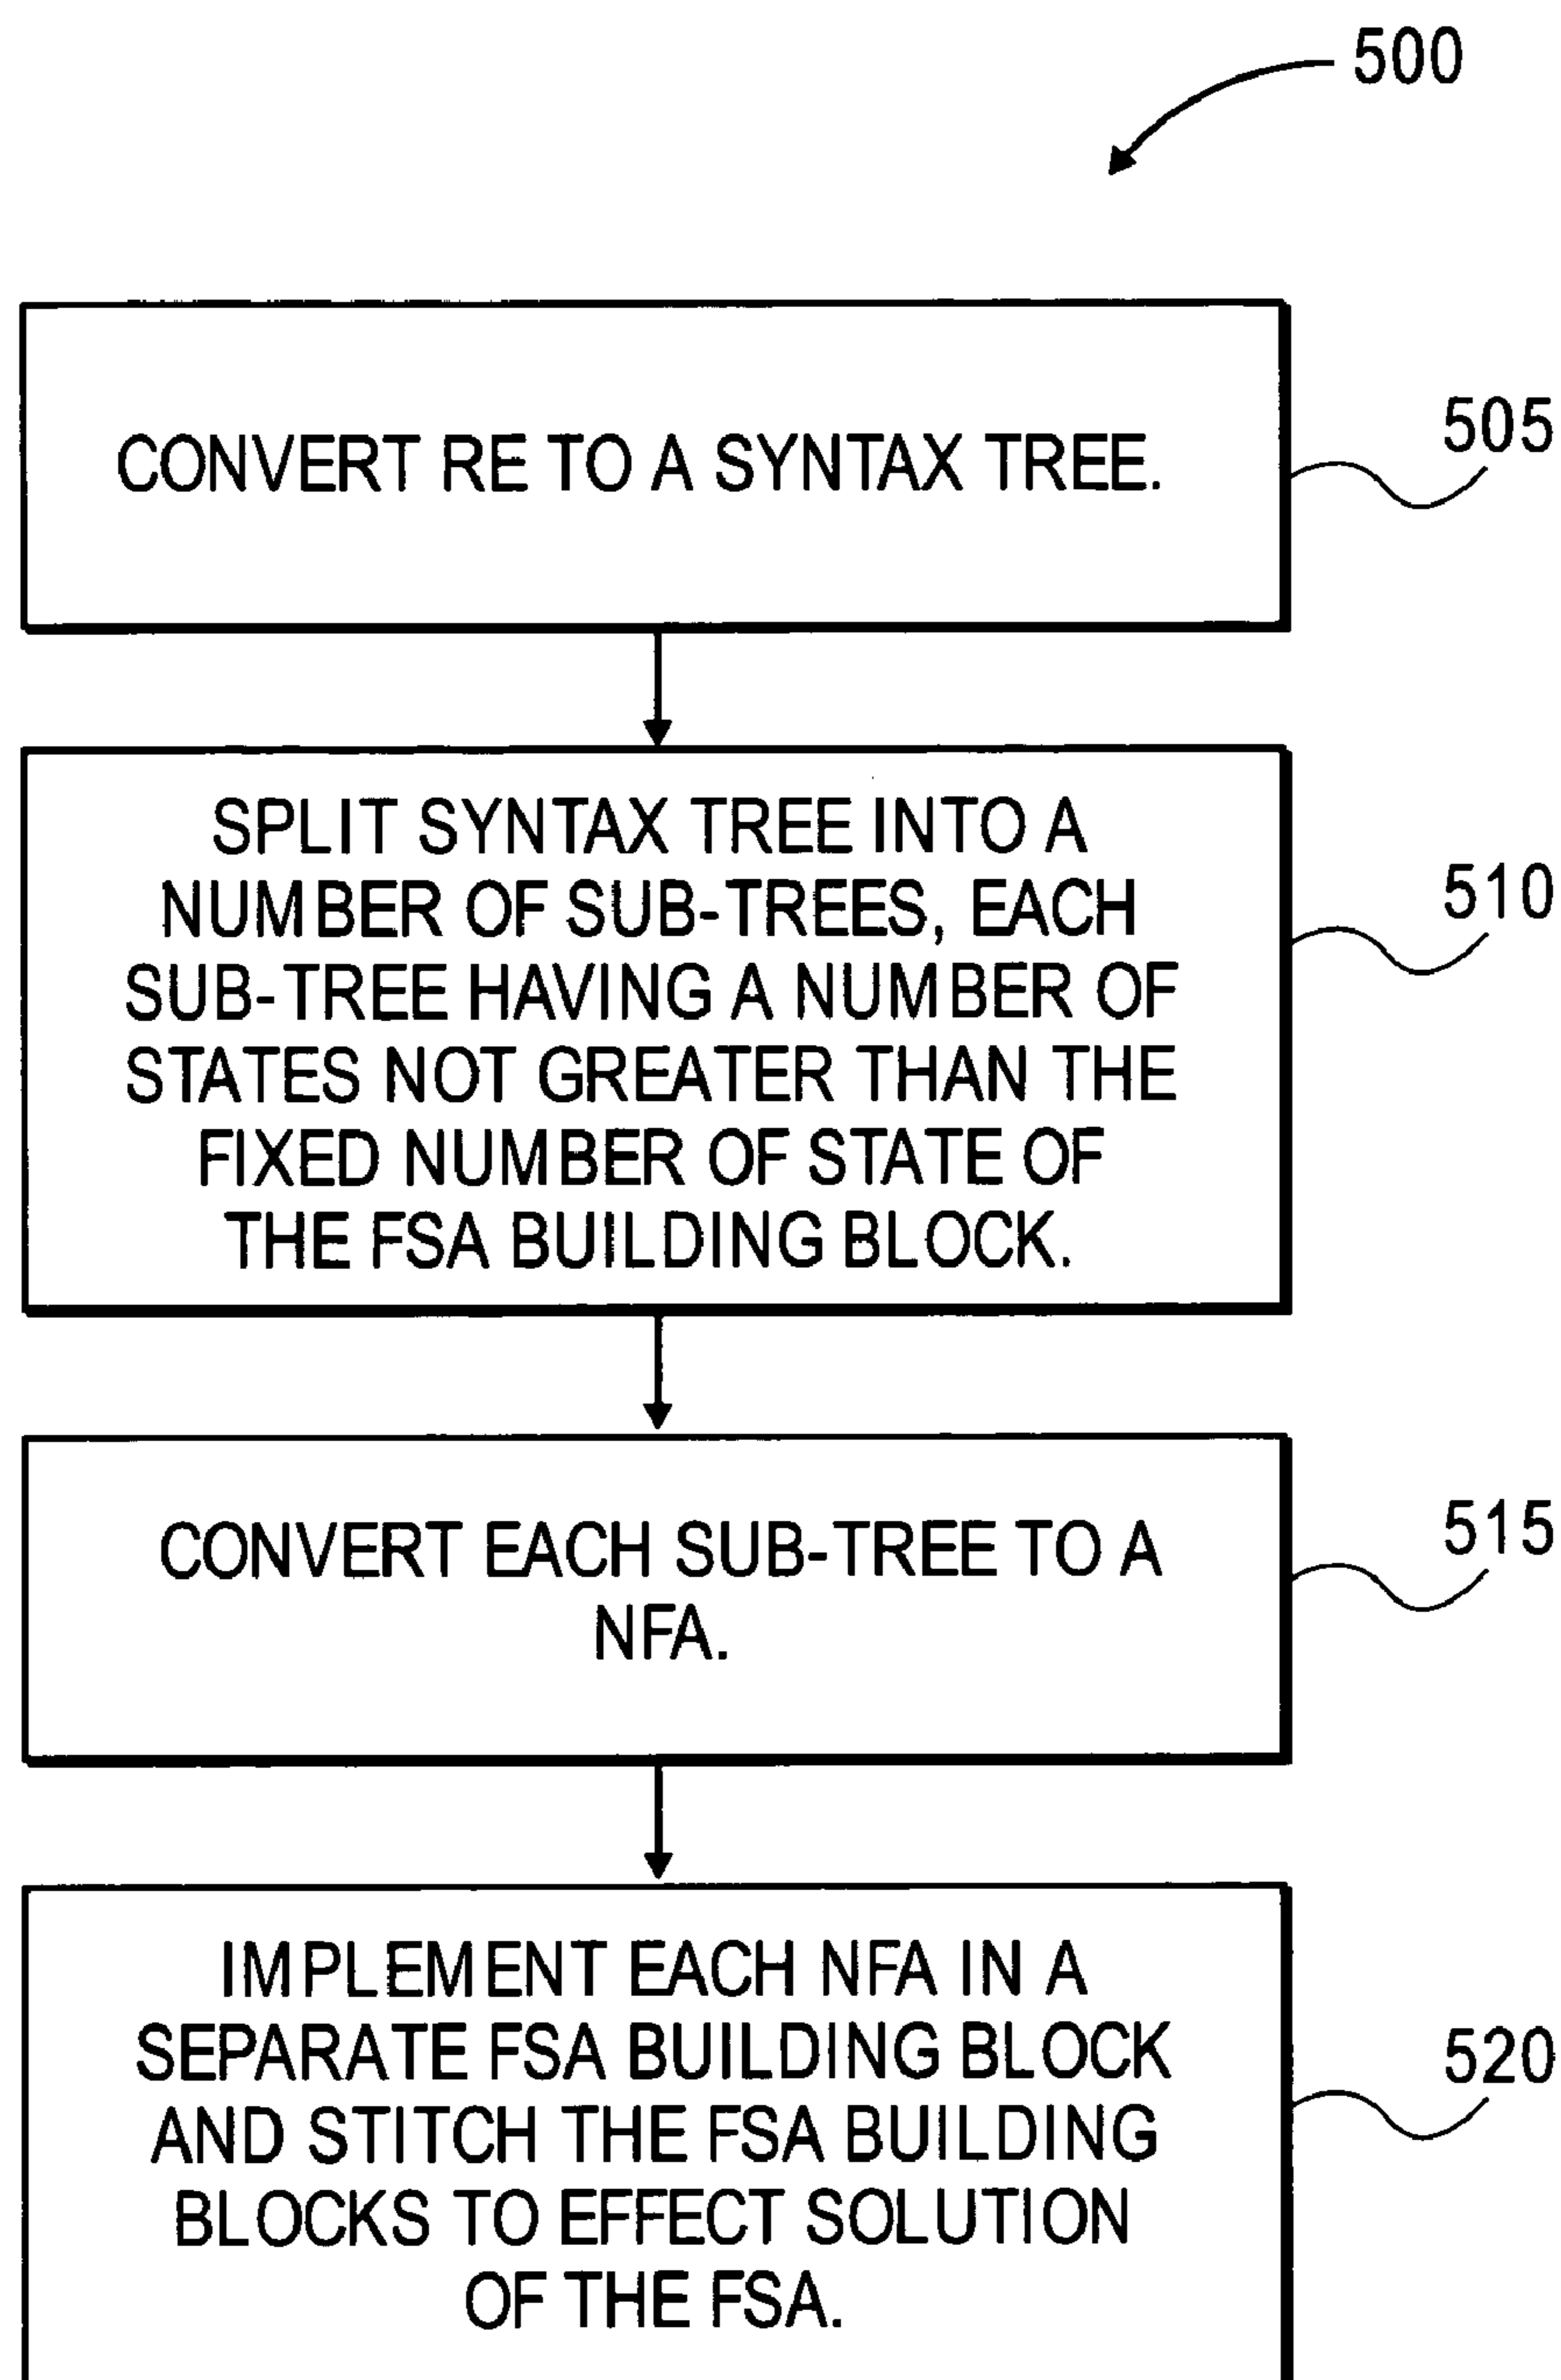 500
CONVERT RE TO A SYNTAX TREE.
505
SPLIT SYNTAX TREE INTO A
NUMBER OF SUB-TREES, EACH
SUB-TREE HAVING A NUMBER OF
STATES NOT GREATER THAN THE
FIXED NUMBER OF STATE OF
THE FSA BUILDING BLOCK.
510
CONVERT EACH SUB-TREE TO A
NFA.
515
IMPLEMENT EACH NFA IN A
SEPARATE FSA BUILDING BLOCK
AND STITCH THE FSA BUILDING
BLOCKS TO EFFECT SOLUTION
OF THE FSA.
520